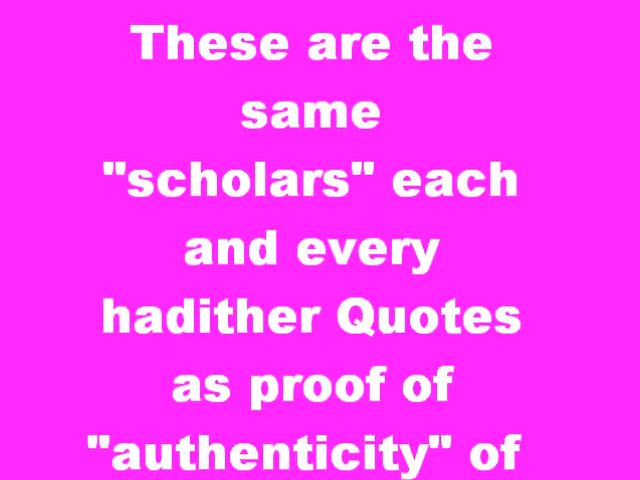 These are the
same
"scholars" each
and every
hadither Quotes
as proof of
"authenticity" of